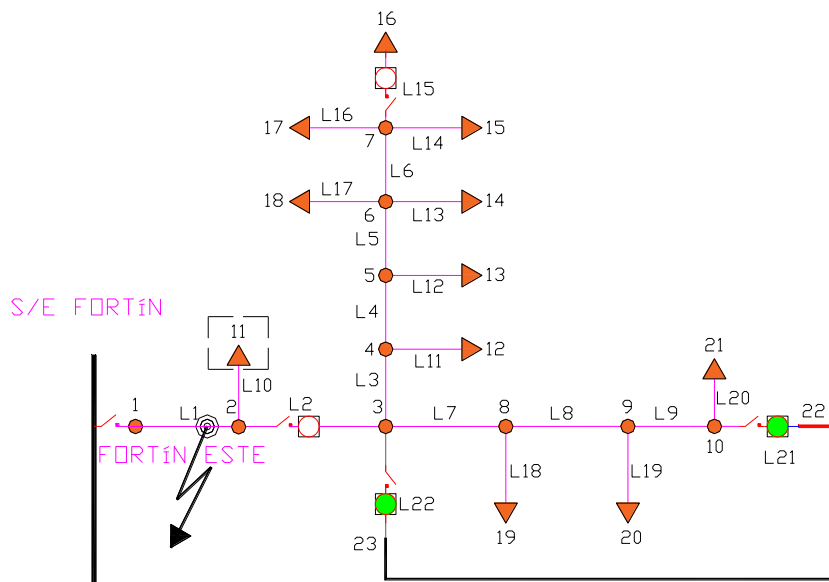 16
L15
17
L16
7
L14
15
L6
18
L17
6
L13
14
L5
5
L12
13
S/E FORTÍN
L4
11
4
L11
12
L10
L3
21
1
L1
2
L2
3
L7
8
L8
9
L9
L20
22
FORTÍN ESTE
10
L21
L18
L19
L22
23
19
20